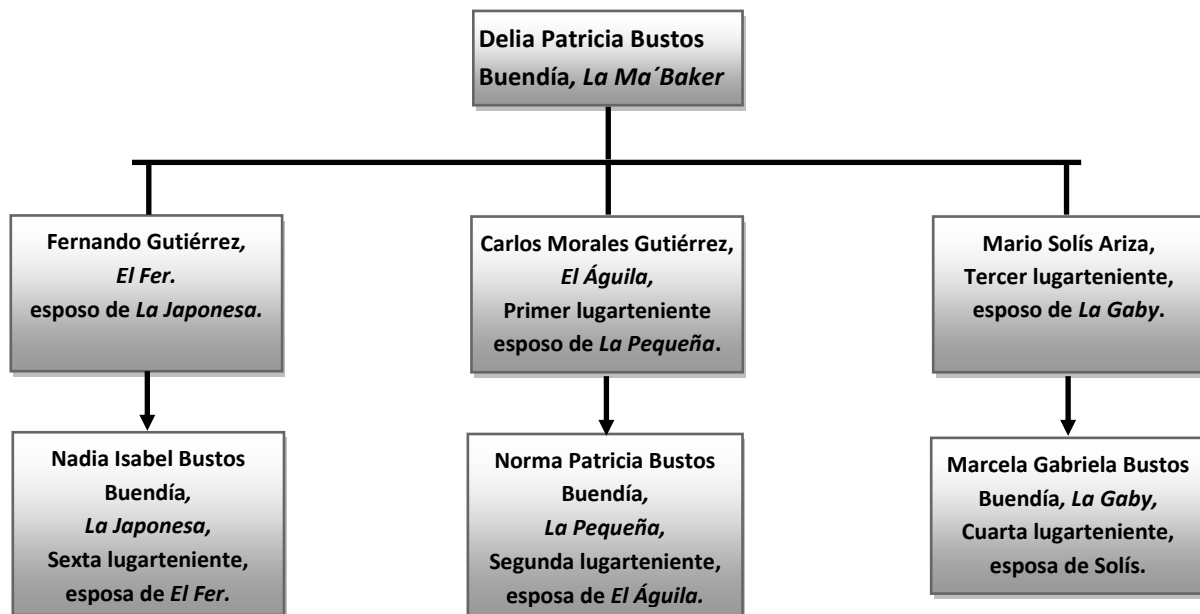 Delia Patricia Bustos
Buendía, La Ma´Baker
Fernando Gutiérrez,
El Fer.
esposo de La Japonesa.
Carlos Morales Gutiérrez,
El Águila,
Primer lugarteniente
esposo de La Pequeña.
Mario Solís Ariza,
Tercer lugarteniente,
esposo de La Gaby.
Nadia Isabel Bustos
Buendía,
La Japonesa,
Sexta lugarteniente,
esposa de El Fer.
Norma Patricia Bustos
Buendía,
La Pequeña,
Segunda lugarteniente,
esposa de El Águila.
Marcela Gabriela Bustos
Buendía, La Gaby,
Cuarta lugarteniente,
esposa de Solís.